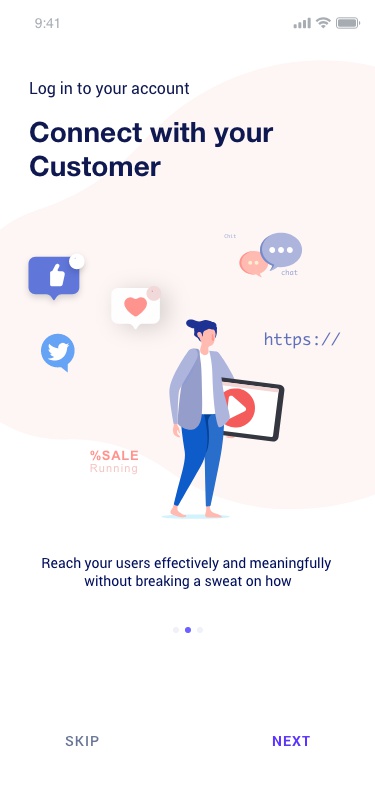 9:41
Log in to your account
Connect with your
Customer
Chat
chat
https://
%SALE
Running
Reach your users effectively and meaningfully
without breaking a sweat on how
SKIP
NEXT